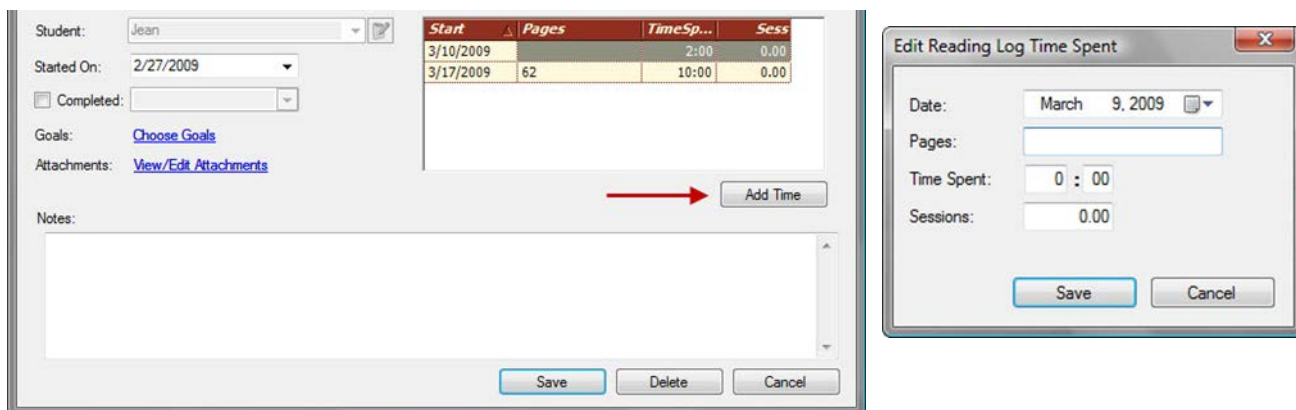 Student: Jean
Started On: 2/27/2009
Completed:
Goals: Choose Goals
Attachments: View/Edit Attachments
Start Pages TimeSp... Sess
3/10/2009 2:00 0.00
3/17/2009 62 10:00 0.00
Add Time
Notes:
Save Delete Cancel
Edit Reading Log Time Spent
Date: March 9, 2009
Pages:
Time Spent: 0 : 00
Sessions: 0.00
Save Cancel